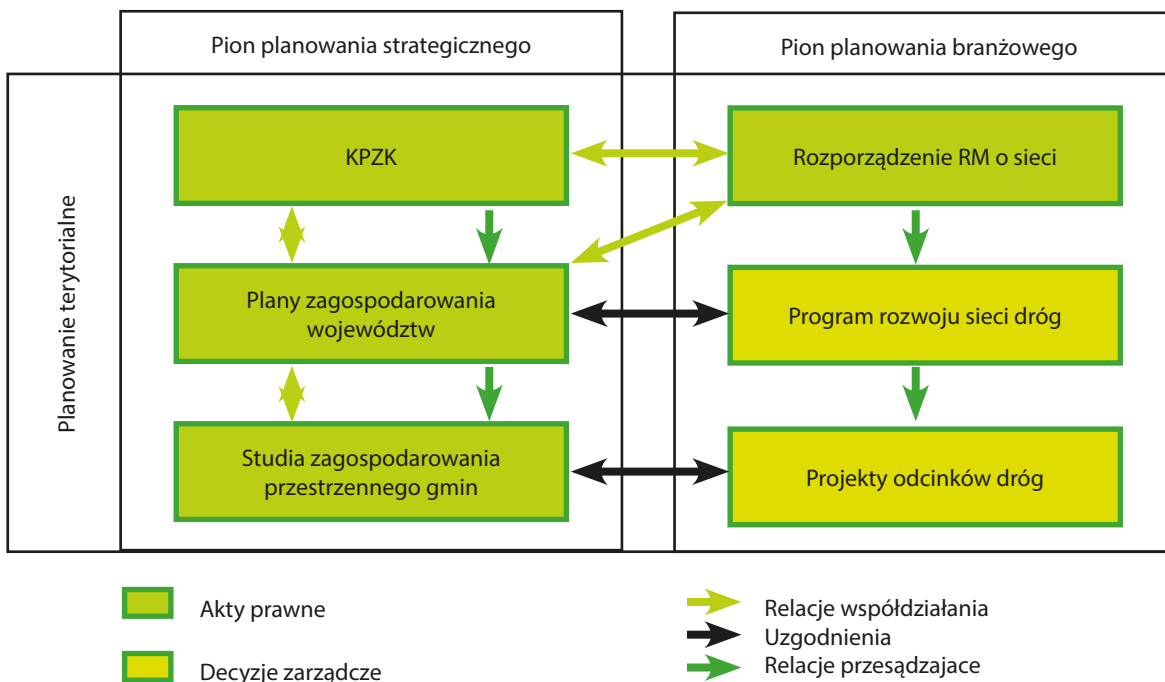 Pion planowania strategicznego
Pion planowania branżowego
Planowanie terytorialne
KPZK
Rozporządzenie RM o sieci
Plany zagospodarowania
województw
Program rozwoju sieci dróg
Studia zagospodarowania
przestrzennego gmin
Projekty odcinków dróg
Akty prawne
Decyzje zarządcze
Relacje współdziałania
Uzgodnienia
Relacje przesądzajace